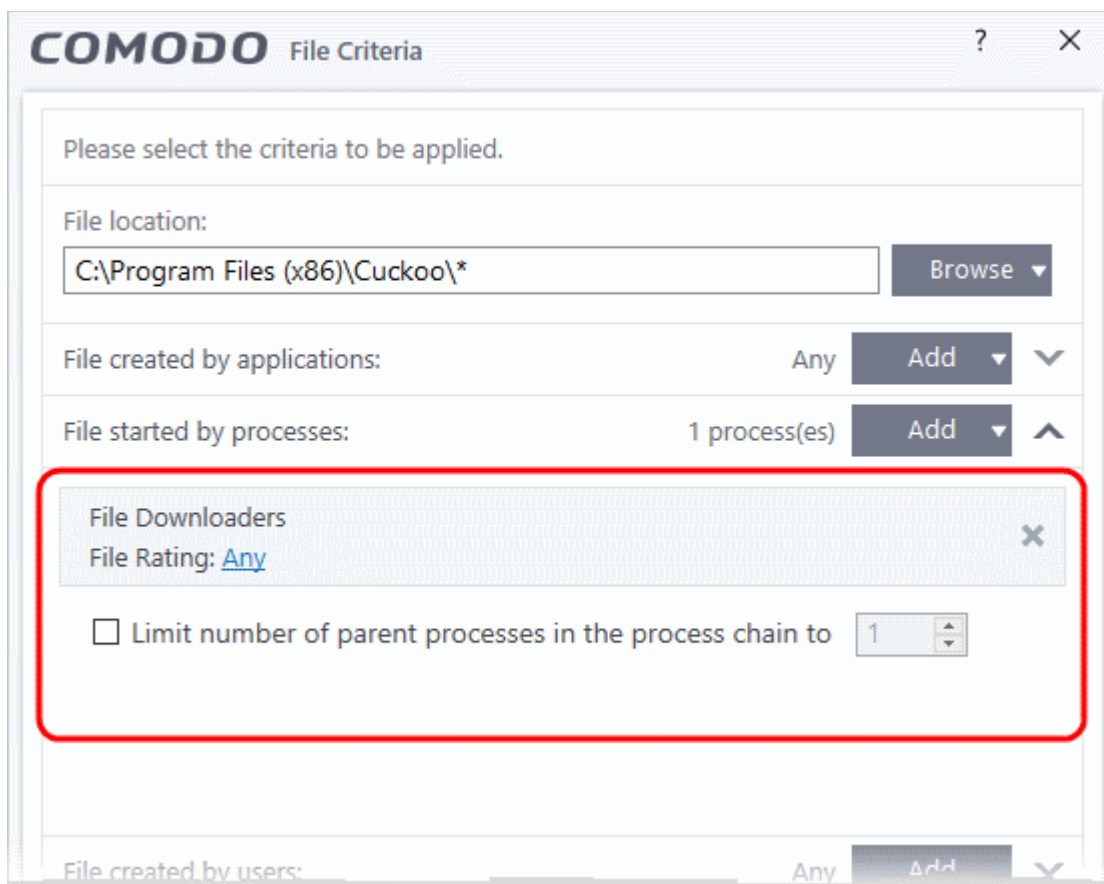 COMODO File Criteria ?
Please select the criteria to be applied.
File location:
C:\Program Files (x86)\Cuckoo\* Browse
File created by applications: Any Add
File started by processes: 1 process(es) Add
File Downloaders
File Rating: Any
Limit number of parent processes in the process chain to 1
File created by users: Any Add